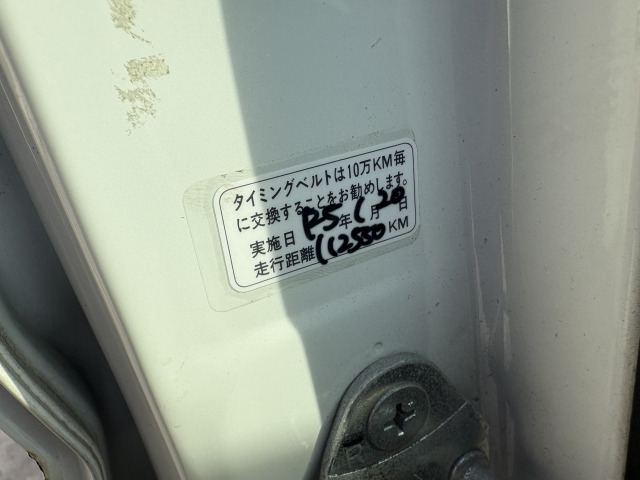 タイミングベルトは10万KM毎
に交換することをお勧めします。
実施日 R5年 1月 20日
走行距離 112550KM
R